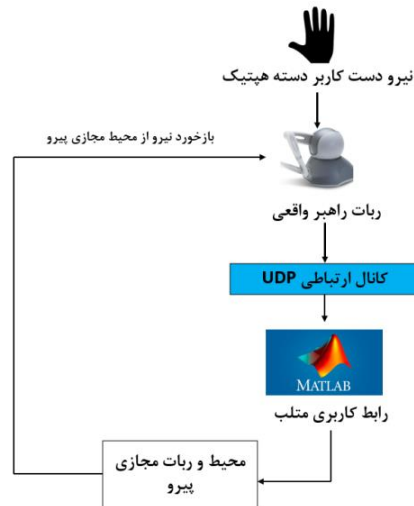 نیرو دست کاربر دسته هپتیک
بازخورد نیرو از محیط مجازی پیرو
ربات راهبر واقعی
کانال ارتباطی UDP
MATLAB
رابط کاربری متلب
محیط و ربات مجازی
پیرو